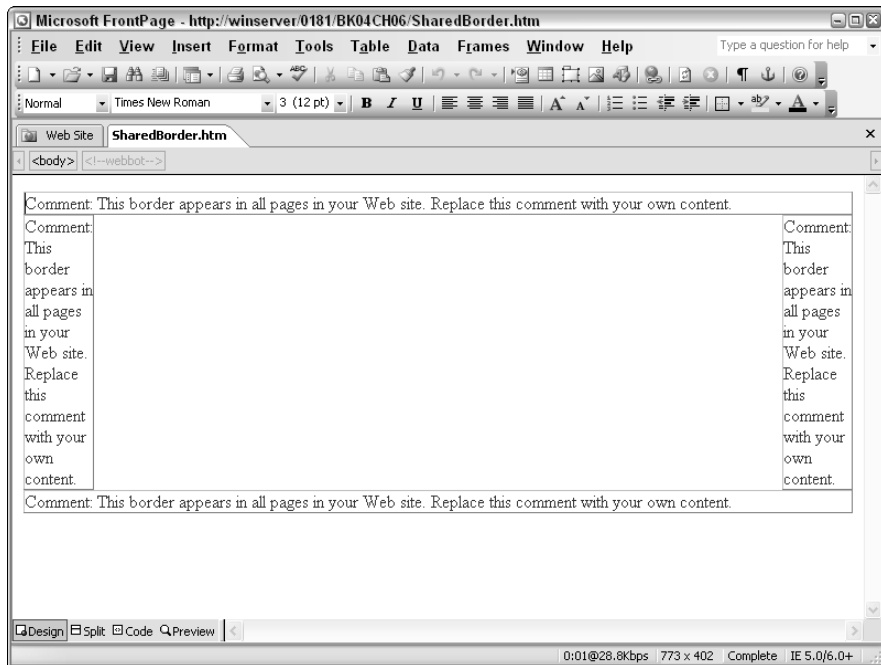 Microsoft FrontPage - http://winserver/0181/BK04CH06/SharedBorder.htm
File Edit View Insert Format Tools Table Data Frames Window Help Type a question for help
Normal Times New Roman 3 (12 pt) B I U A A ab A
Web Site SharedBorder.htm
<body> <!--webbot-->
Comment: This border appears in all pages in your Web site. Replace this comment with your own content.
Comment:
This
border
appears in
all pages
in your
Web site.
Replace
this
comment
with your
own
content.
Comment:
This
border
appears in
all pages
in your
Web site.
Replace
this
comment
with your
own
content.
Comment: This border appears in all pages in your Web site. Replace this comment with your own content.
Design Split Code Preview
0:01@28.8Kbps 773 x 402 Complete IE 5.0/6.0+